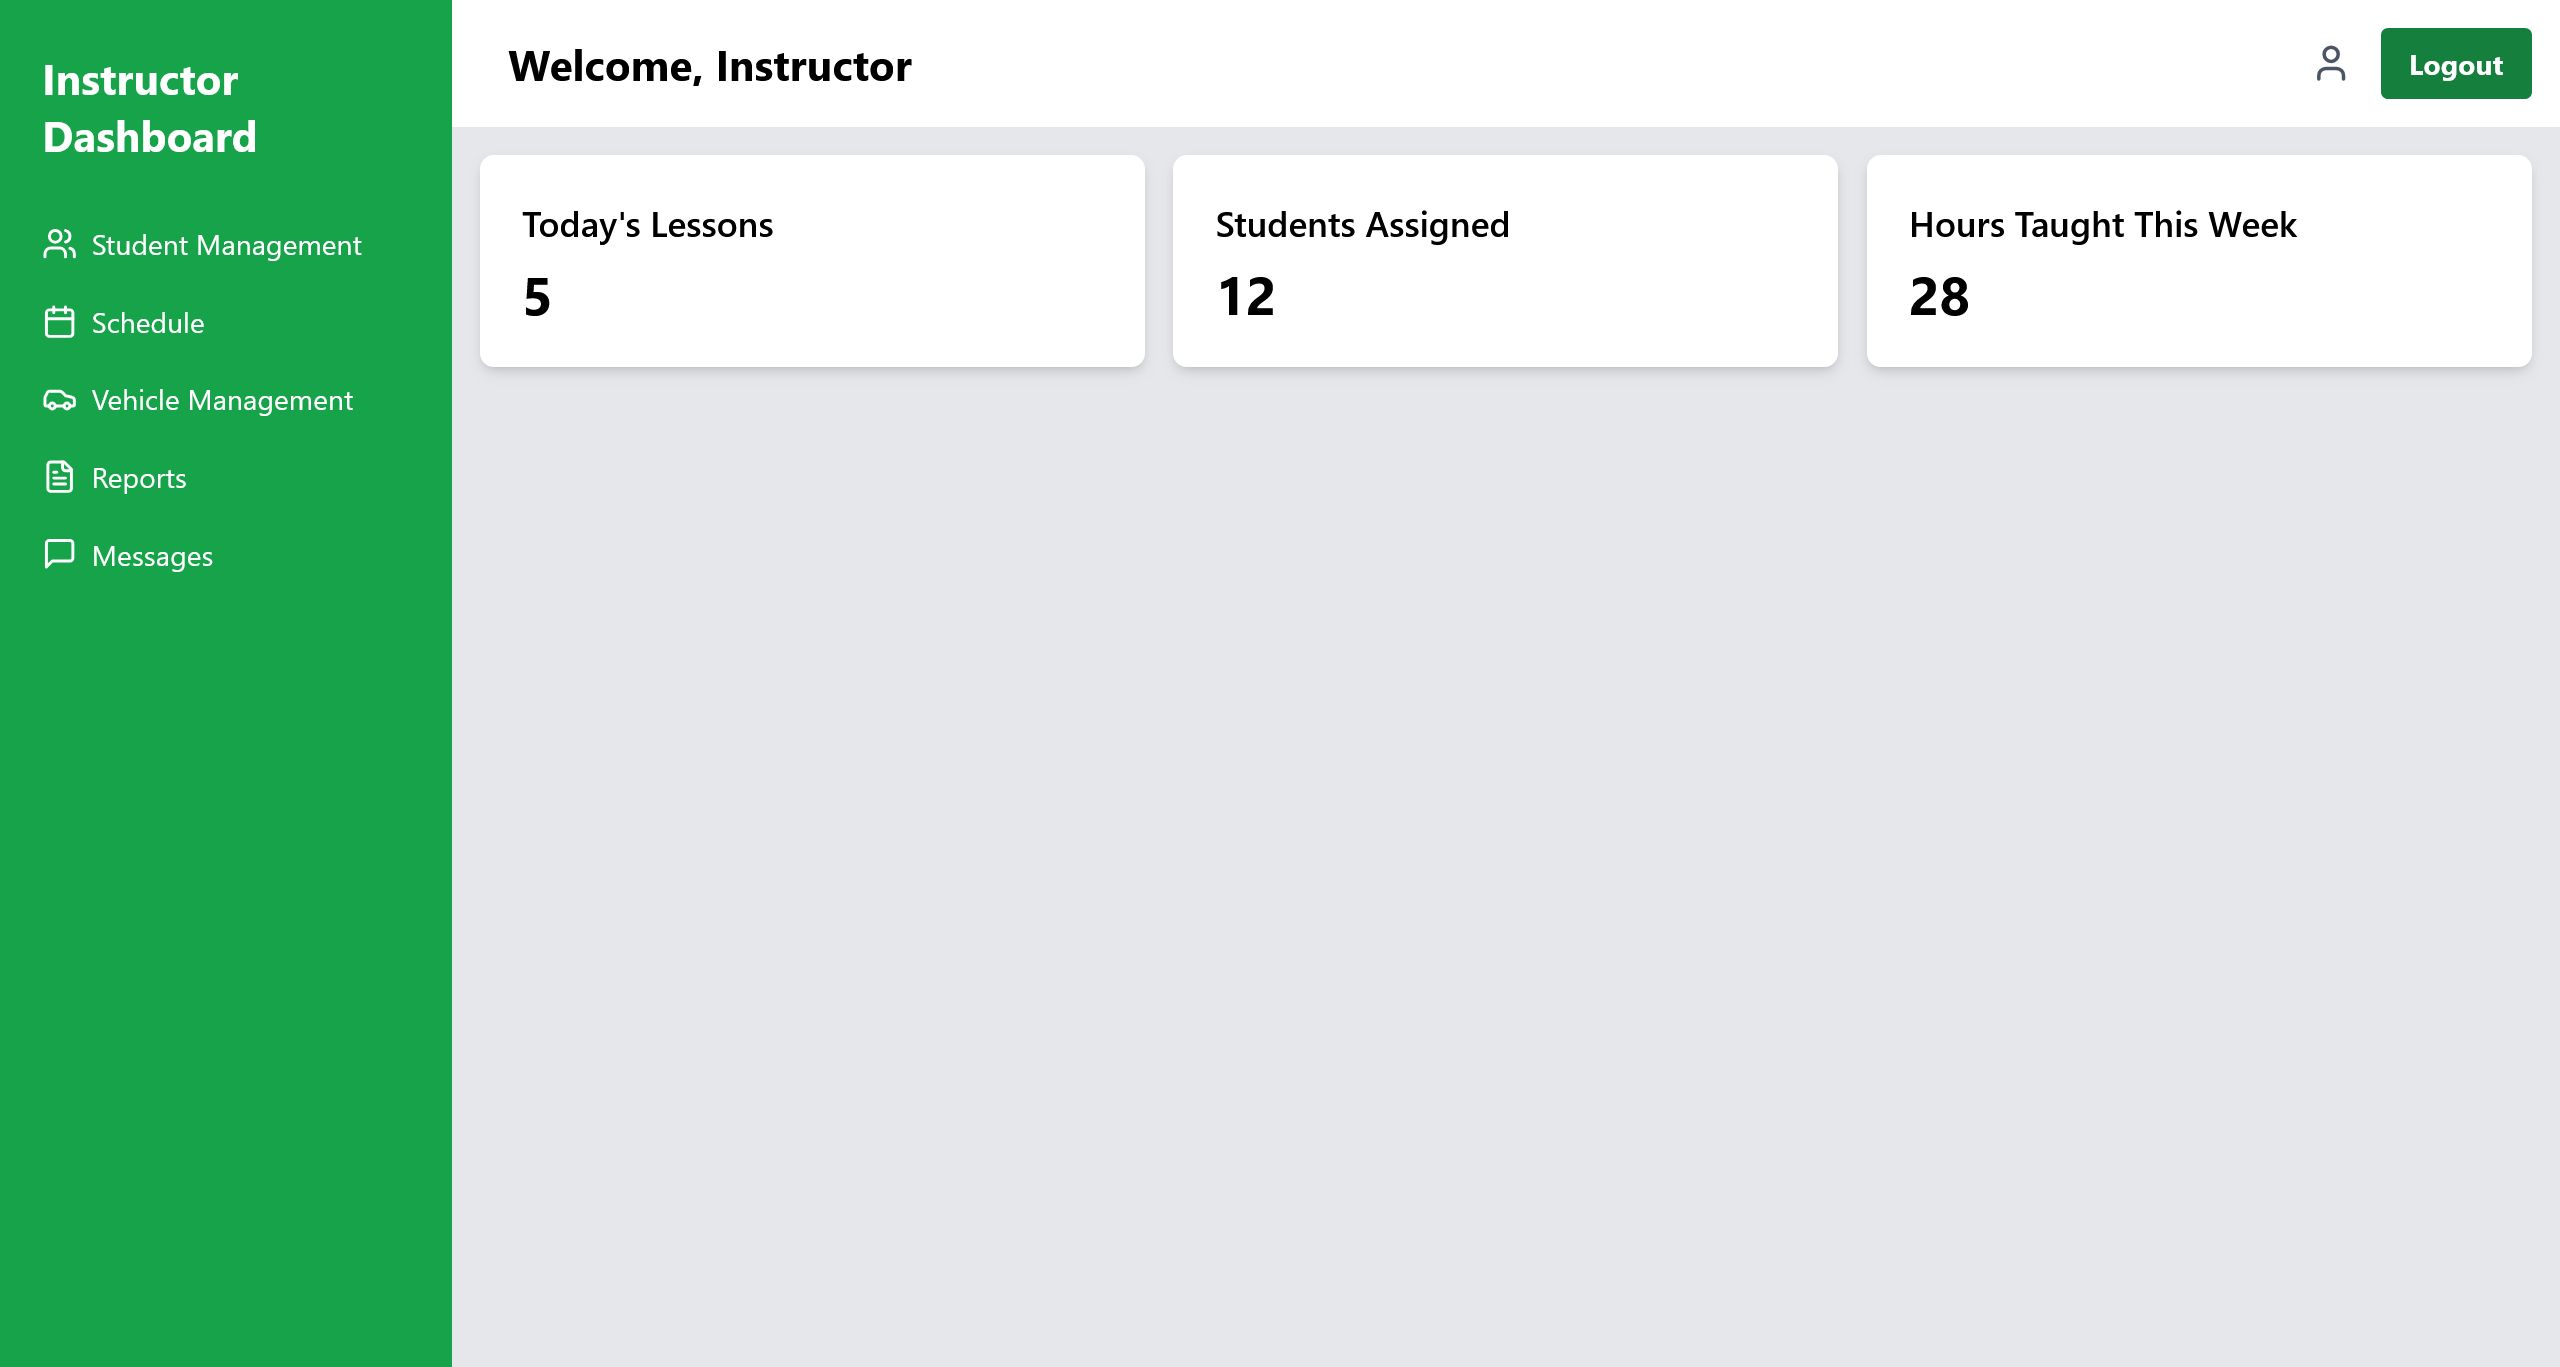 Instructor
Dashboard
Student Management
Schedule
Vehicle Management
Reports
Messages
Welcome, Instructor
Logout
Today's Lessons
5
Students Assigned
12
Hours Taught This Week
28